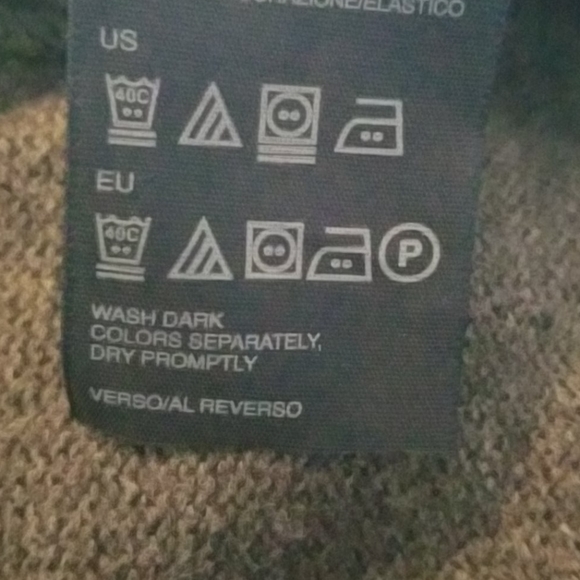 US
40C
EU
40C
P
WASH DARK
COLORS SEPARATELY,
DRY PROMPTLY
VERSO/AL REVERSO